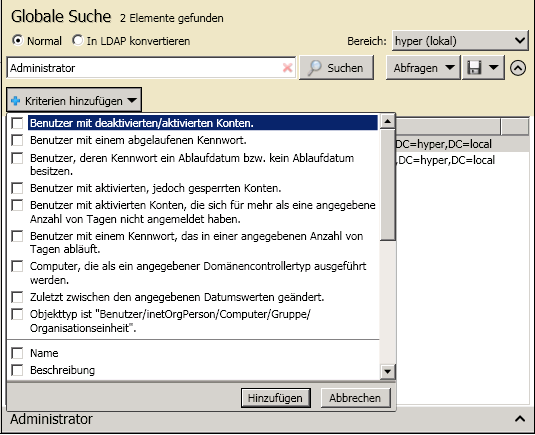 Globale Suche 2 Elemente gefunden
Normal In LDAP konvertieren Bereich: hyper (lokal)
Administrator Suchen Abfragen
Kriterien hinzufügen
Benutzer mit deaktivierten/aktivierten Konten.
Benutzer mit einem abgelaufenen Kennwort.
Benutzer, deren Kennwort ein Ablaufdatum bzw. kein Ablaufdatum
besitzen.
Benutzer mit aktivierten, jedoch gesperrten Konten.
Benutzer mit aktivierten Konten, die sich für mehr als eine angegebene
Anzahl von Tagen nicht angemeldet haben.
Benutzer mit einem Kennwort, das in einer angegebenen Anzahl von
Tagen abläuft.
Computer, die als ein angegebener Domänencontrollertyp ausgeführt
werden.
Zuletzt zwischen den angegebenen Datumswerten geändert.
Objekttyp ist "Benutzer/inetOrgPerson/Computer/Gruppe/
Organisationseinheit".
Name
Beschreibung
DC=hyper,DC=local
,DC=hyper,DC=local
Hinzufügen Abbrechen
Administrator